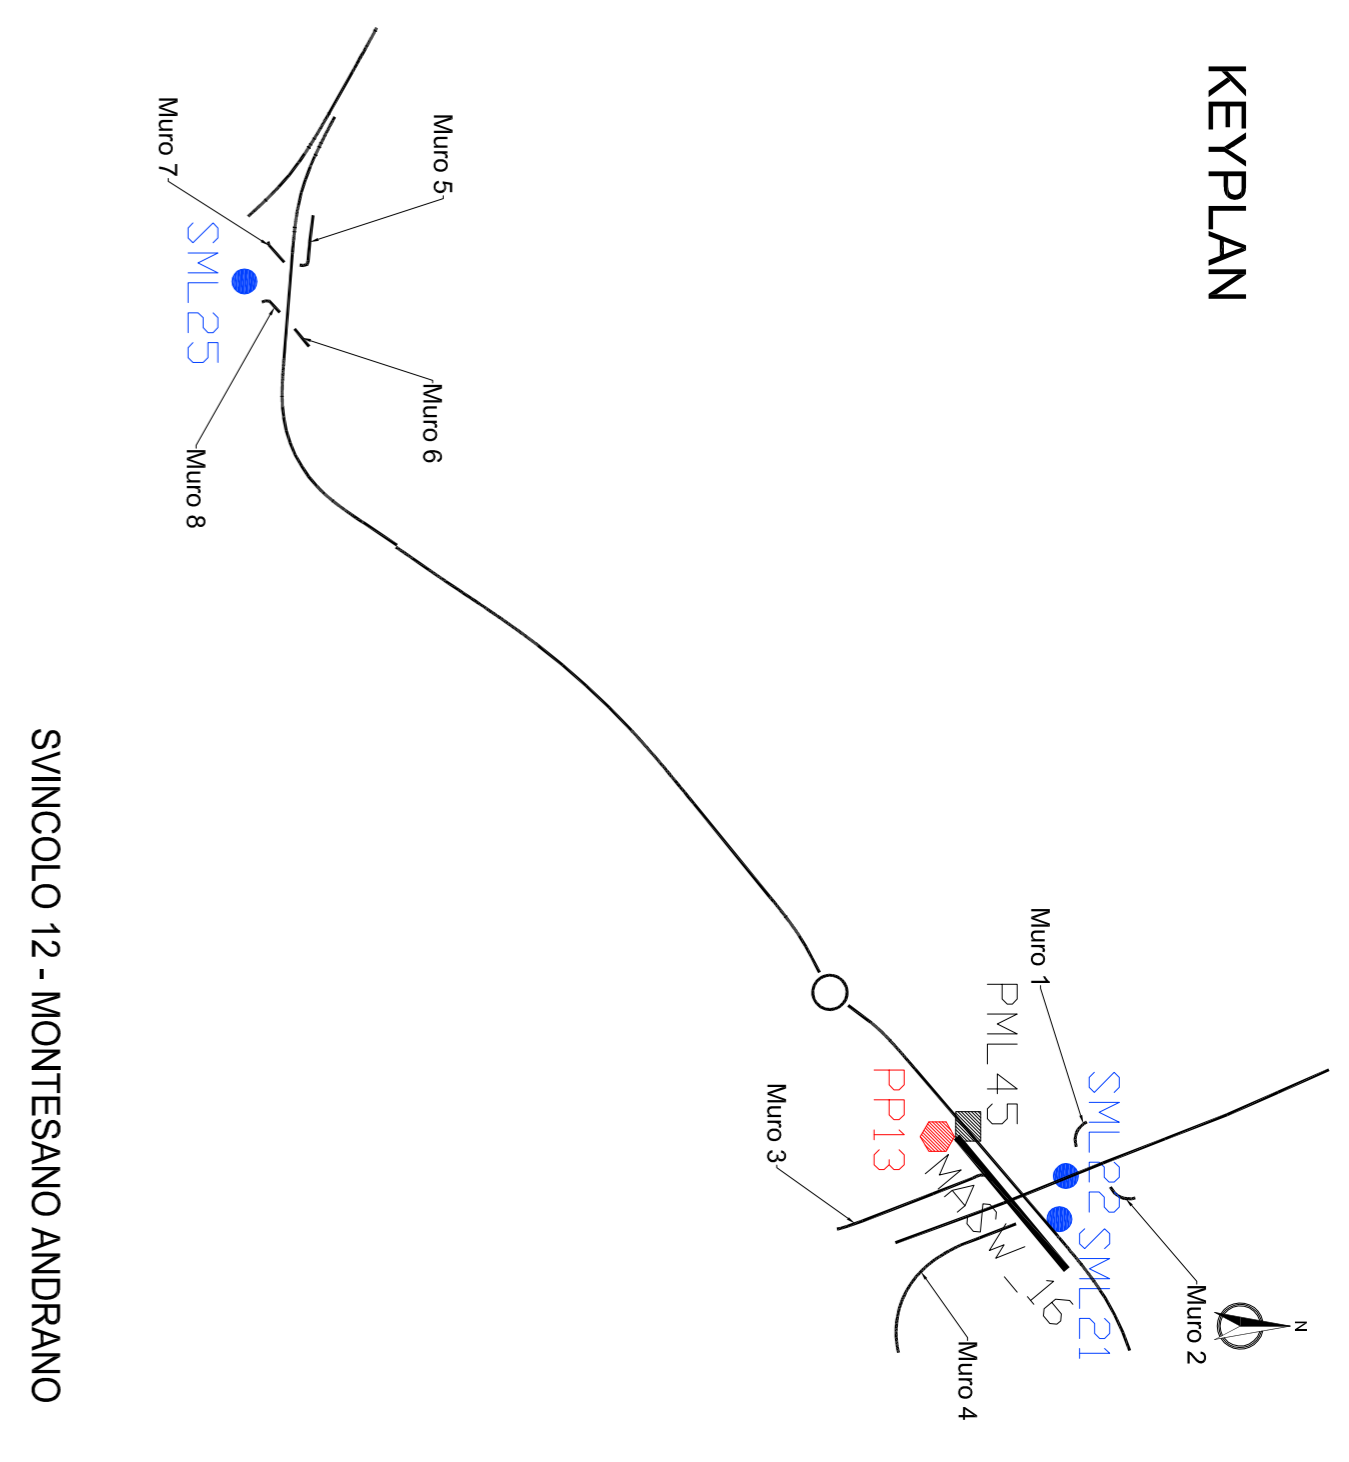 KEYPLAN
Muro 5
Muro 7
SML25
Muro 6
Muro 8
Muro 1
PML45
SML22
SML21
PP13
Muro 3
MASW_16
Muro 2
N
Muro 4
SVINCOLO 12 - MONTESANO ANDRANO